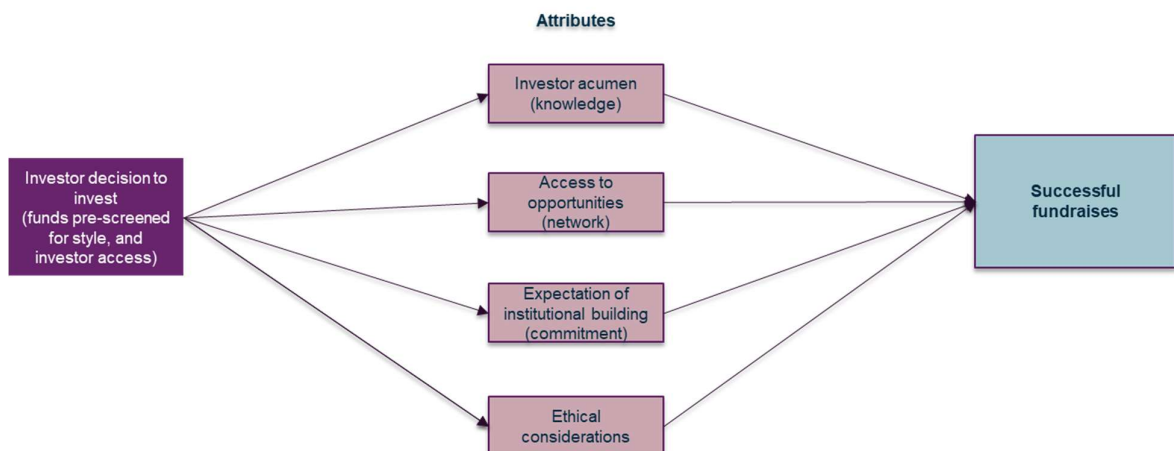 Attributes
Investor acumen
(knowledge)
Investor decision to
invest
(funds pre-screened
for style, and
investor access)
Access to
opportunities
(network)
Successful
fundraises
Expectation of
institutional building
(commitment)
Ethical
considerations